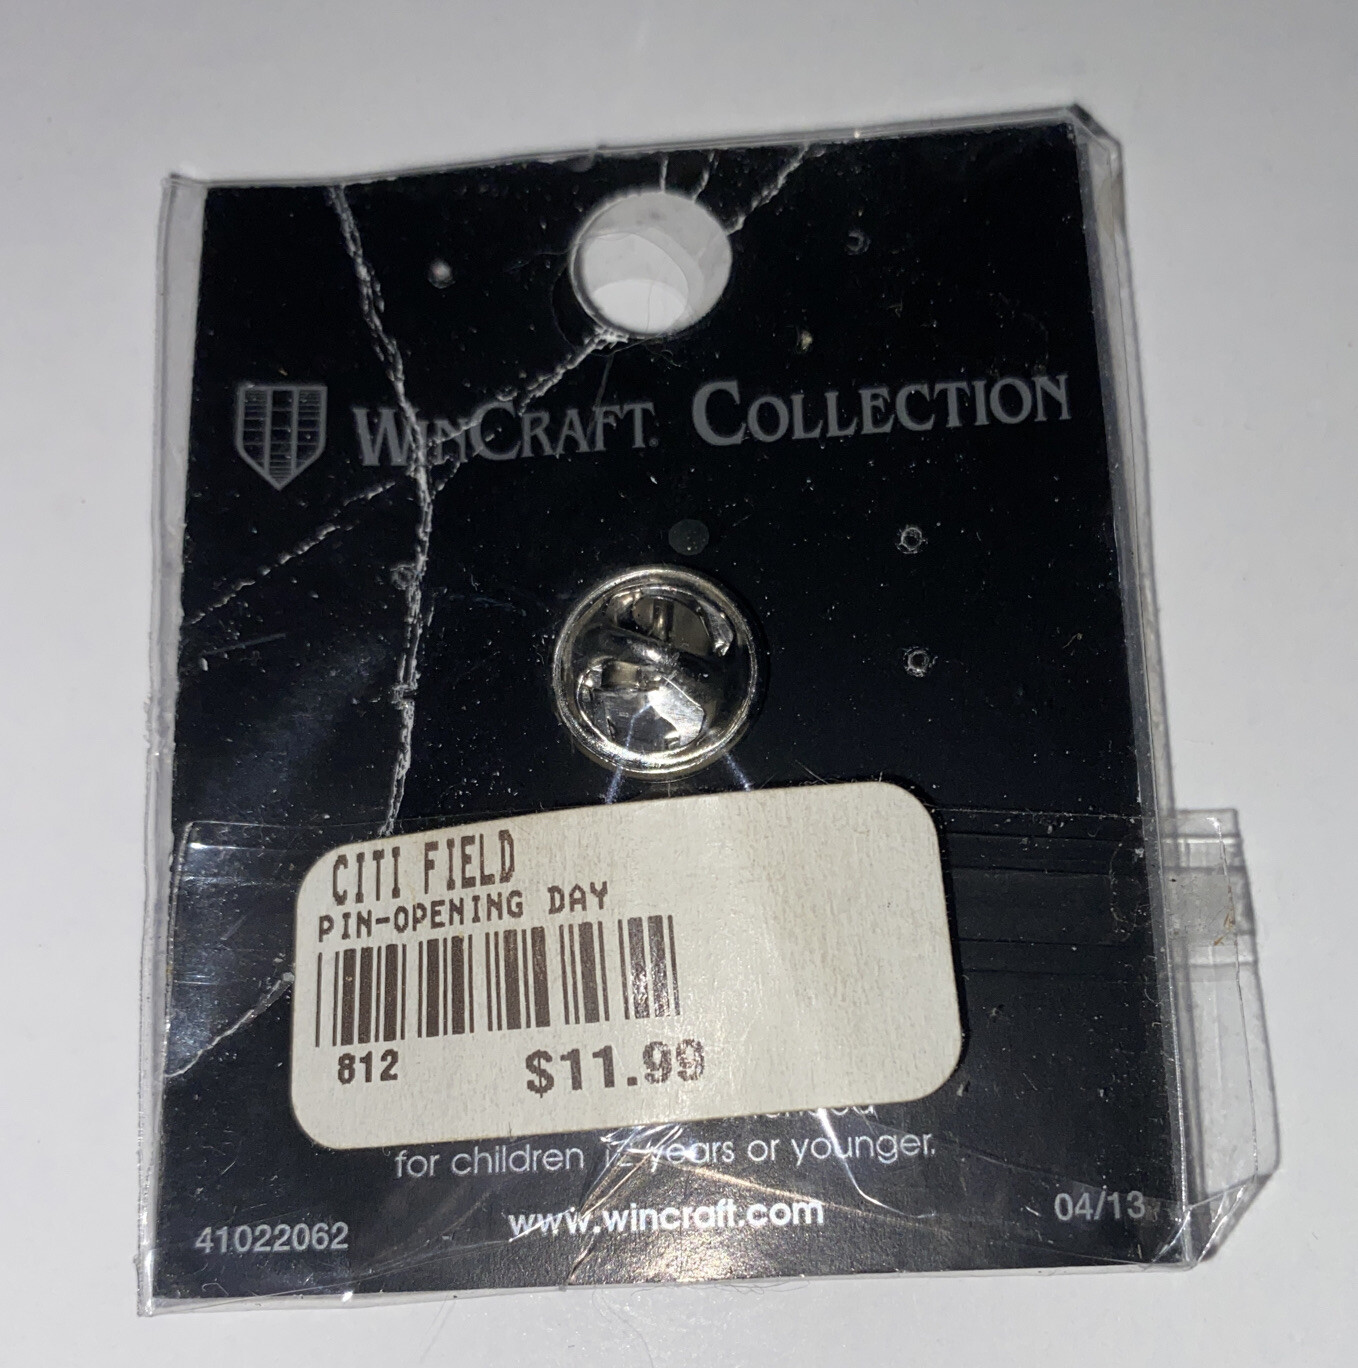 WINCRAFT. COLLECTION
CITI FIELD
PIN-OPENING DAY
812 $11.99
for children 12 years or younger.
www.wincraft.com
41022062
04/13